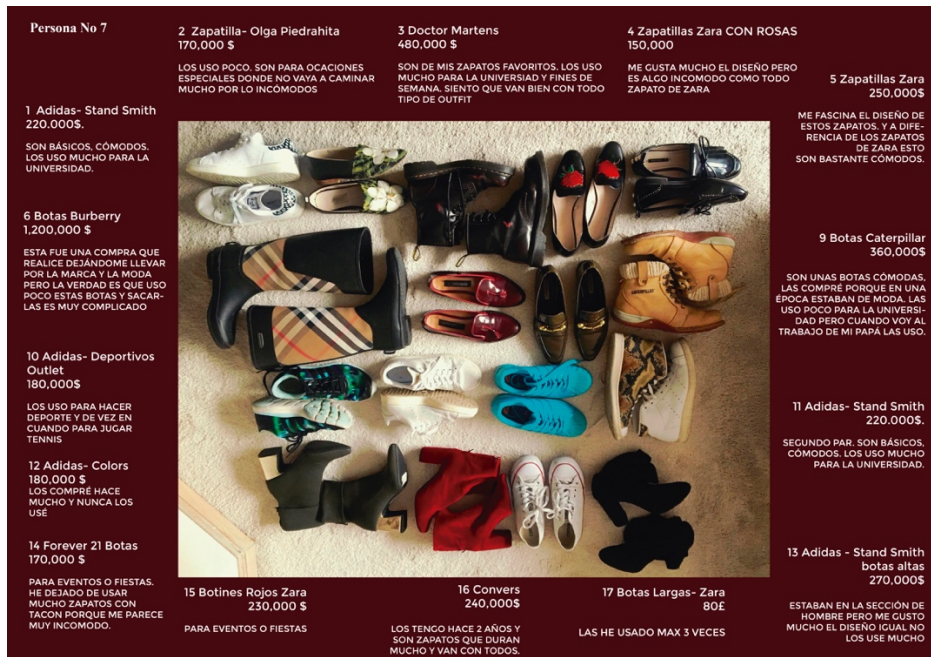 Persona No 7
2 Zapatilla- Olga Piedrahita
170,000 $
LOS USO POCO. SON PARA OCACIONES
ESPECIALES DONDE NO VAYA A CAMINAR
MUCHO POR LO INCÓMODOS
3 Doctor Martens
480,000 $
SON DE MIS ZAPATOS FAVORITOS. LOS USO
MUCHO PARA LA UNIVERSIAD Y FINES DE
SEMANA. SIENTO QUE VAN BIEN CON TODO
TIPO DE OUTFIT
4 Zapatillas Zara CON ROSAS
150,000
ME GUSTA MUCHO EL DISEÑO PERO
ES ALGO INCOMODO COMO TODO
ZAPATO DE ZARA
5 Zapatillas Zara
250,000$
ME FASCINA EL DISEÑO DE
ESTOS ZAPATOS. Y A DIFE-
RENCIA DE LOS ZAPATOS
DE ZARA ESTO
SON BASTANTE CÓMODOS.
1 Adidas- Stand Smith
220.000$.
SON BÁSICOS, CÓMODOS.
LOS USO MUCHO PARA LA
UNIVERSIDAD.
6 Botas Burberry
1,200,000 $
ESTA FUE UNA COMPRA QUE
REALICE DEJÁNDOME LLEVAR
POR LA MARCA Y LA MODA
PERO LA VERDAD ES QUE USO
POCO ESTAS BOTAS Y SACAR-
LAS ES MUY COMPLICADO
9 Botas Caterpillar
360,000$
SON UNAS BOTAS CÓMODAS,
LAS COMPRÉ PORQUE EN UNA
ÉPOCA ESTABAN DE MODA. LAS
USO POCO PARA LA UNIVERSI-
DAD PERO CUANDO VOY AL
TRABAJO DE MI PAPÁ LAS USO.
10 Adidas- Deportivos
Outlet
180,000$
LOS USO PARA HACER
DEPORTE Y DE VEZ EN
CUANDO PARA JUGAR
TENNIS
11 Adidas- Stand Smith
220.000$.
SEGUNDO PAR. SON BÁSICOS,
CÓMODOS. LOS USO MUCHO
PARA LA UNIVERSIDAD.
12 Adidas- Colors
180,000 $
LOS COMPRÉ HACE
MUCHO Y NUNCA LOS
USÉ
13 Adidas - Stand Smith
botas altas
270,000$
ESTABAN EN LA SECCIÓN DE
HOMBRE PERO ME GUSTO
MUCHO EL DISEÑO IGUAL NO
LOS USE MUCHO
14 Forever 21 Botas
170,000 $
PARA EVENTOS O FIESTAS.
HE DEJADO DE USAR
MUCHO ZAPATOS CON
TACON PORQUE ME PARECE
MUY INCOMODO.
15 Botines Rojos Zara
230,000 $
PARA EVENTOS O FIESTAS
16 Convers
240,000$
LOS TENGO HACE 2 AÑOS Y
SON ZAPATOS QUE DURAN
MUCHO Y VAN CON TODOS.
17 Botas Largas- Zara
80£
LAS HE USADO MAX 3 VECES